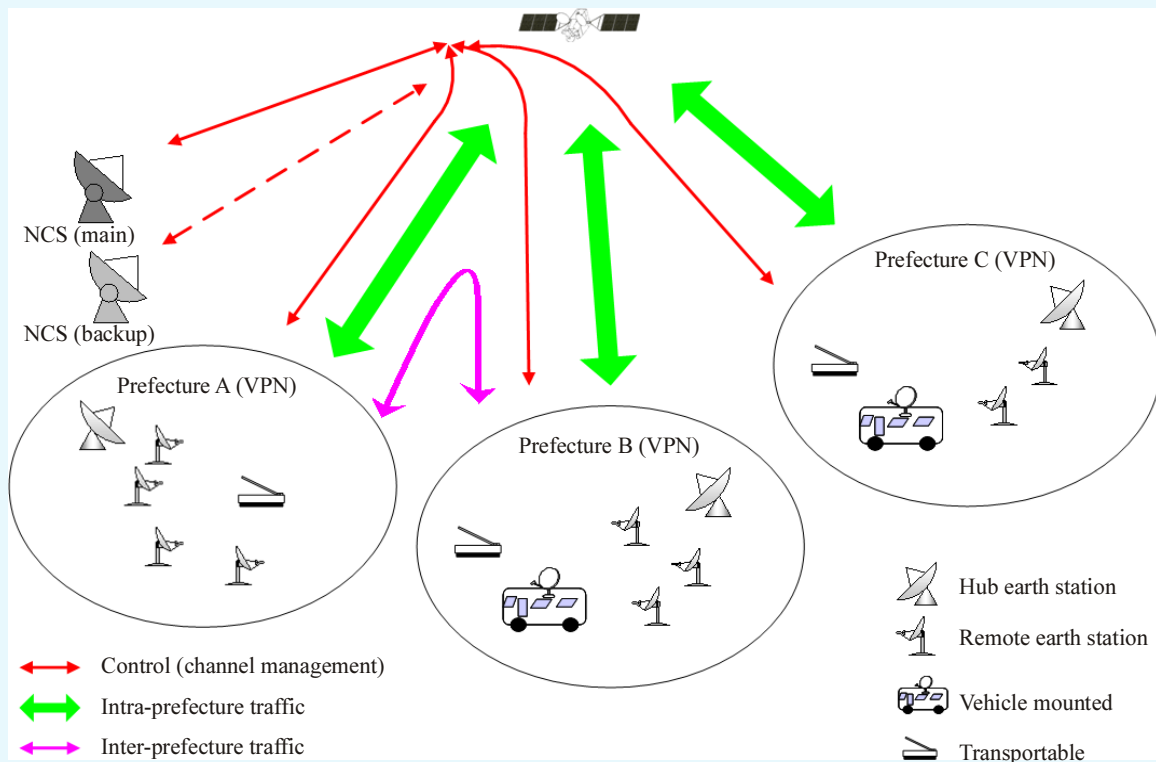 NCS (main)
NCS (backup)
Prefecture A (VPN)
Prefecture B (VPN)
Prefecture C (VPN)
Control (channel management)
Intra-prefecture traffic
Inter-prefecture traffic
Hub earth station
Remote earth station
Vehicle mounted
Transportable